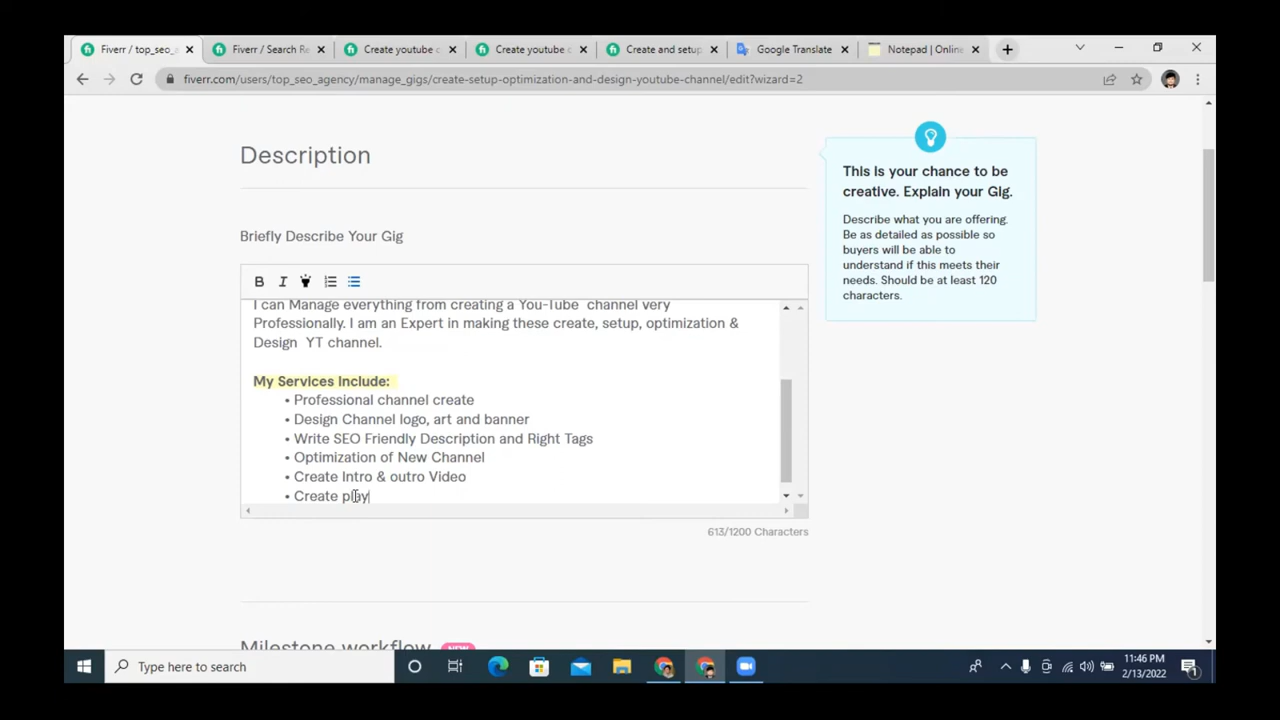 Fiverr / top_seo_
Fiverr / Search Re
Create youtube c
Create youtube c
Create and setup
Google Translate
Notepad | Online
fiverr.com/users/top_seo_agency/manage_gigs/create-setup-optimization-and-design-youtube-channel/edit?wizard=2
Description
This is your chance to be
creative. Explain your Gig.
Describe what you are offering.
Be as detailed as possible so
buyers will be able to
understand if this meets their
needs. Should be at least 120
characters.
Briefly Describe Your Gig
B I
I can Manage everything from creating a You-Tube channel very
Professionally. I am an Expert in making these create, setup, optimization &
Design YT channel.
My Services Include:
• Professional channel create
• Design Channel logo, art and banner
• Write SEO Friendly Description and Right Tags
• Optimization of New Channel
• Create Intro & outro Video
• Create play
613/1200 Characters
Milestone workflow
Type here to search
11:46 PM
2/13/2022
1